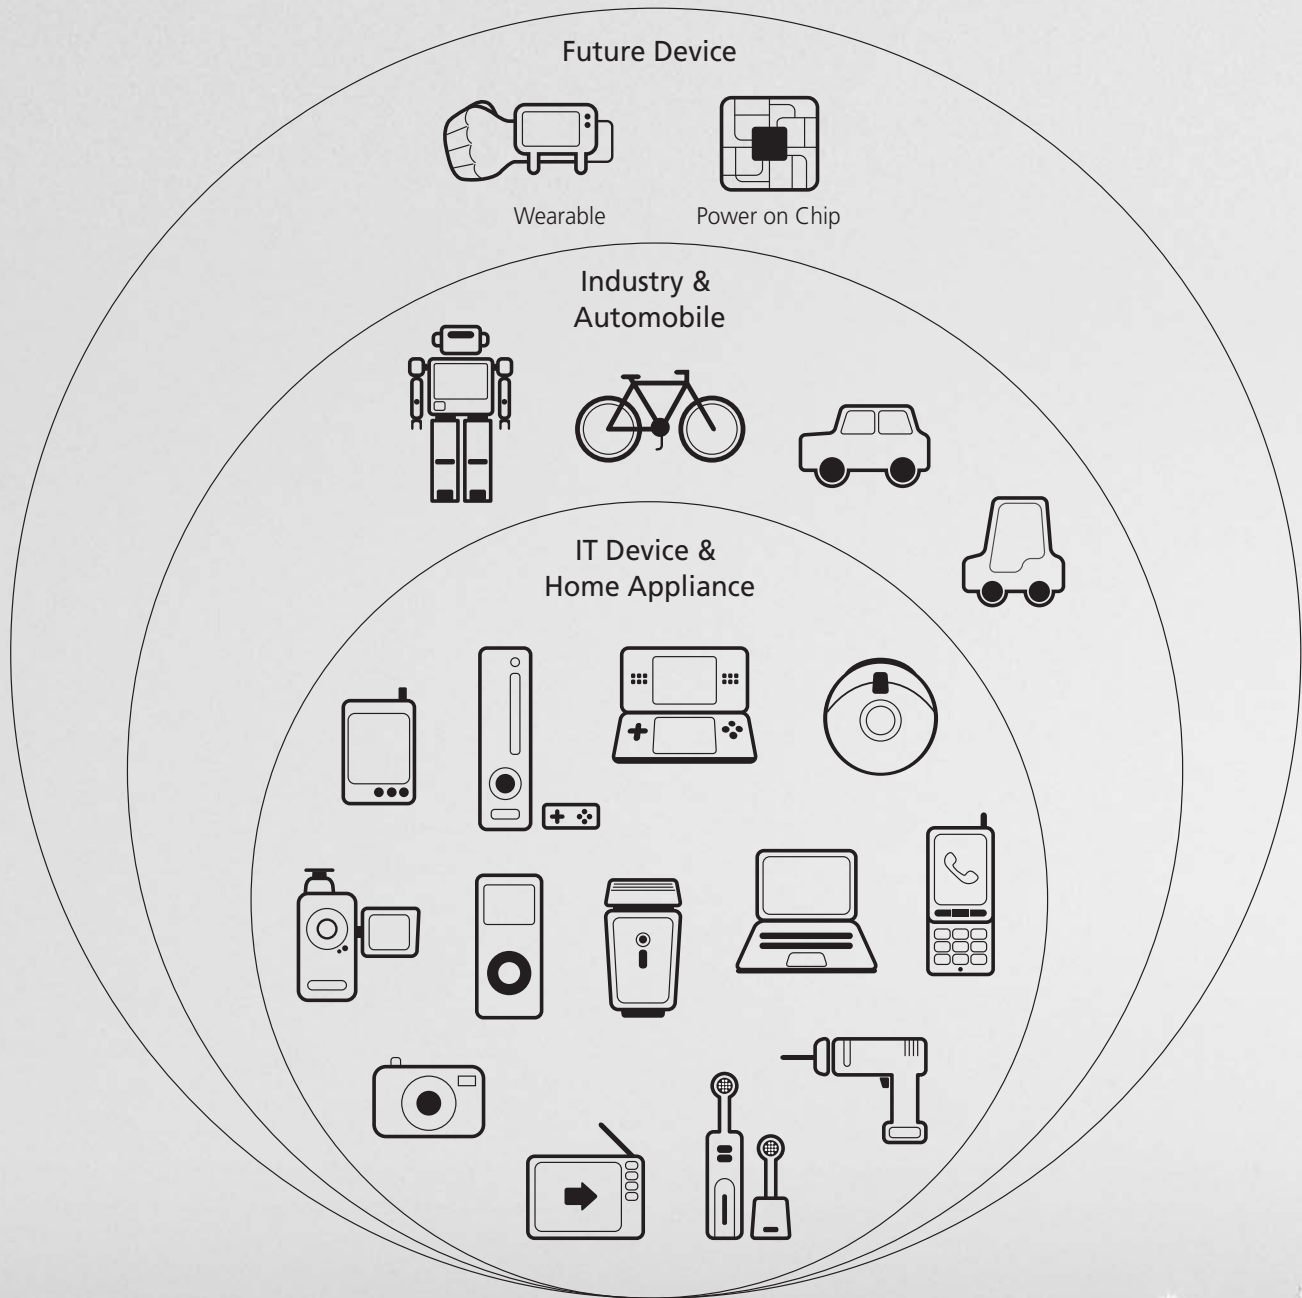 Future Device
Wearable
Power on Chip
Industry &
Automobile
IT Device &
Home Appliance